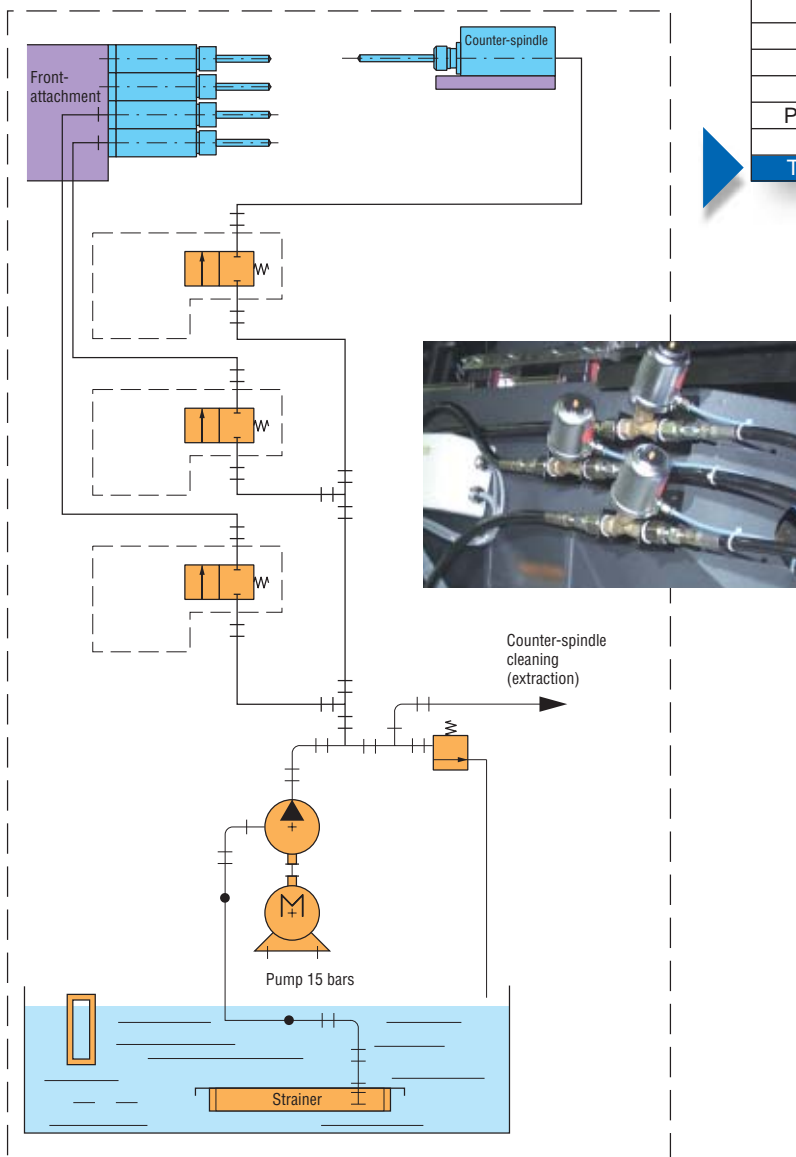 Counter-spindle
Front-
attachment
P
T
Counter-spindle
cleaning
(extraction)
M
Pump 15 bars
Strainer